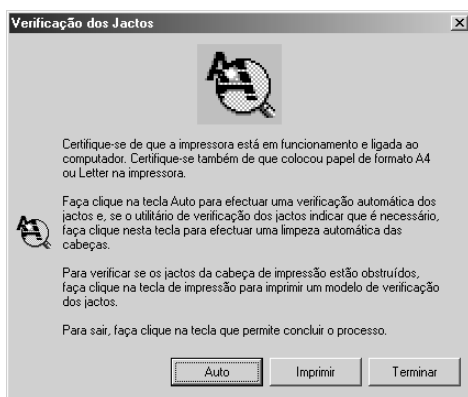 Verificação dos Jactos
Certifique-se de que a impressora está em funcionamento e ligada ao
computador. Certifique-se também de que colocou papel de formato A4
ou Letter na impressora.
Faça clique na tecla Auto para efectuar uma verificação automática dos
jactos e, se o utilitário de verificação dos jactos indicar que é necessário,
faça clique nesta tecla para efectuar uma limpeza automática das
cabeças.
Para verificar se os jactos da cabeça de impressão estão obstruídos,
faça clique na tecla de impressão para imprimir um modelo de verificação
dos jactos.
Para sair, faça clique na tecla que permite concluir o processo.
Auto Imprimir Terminar